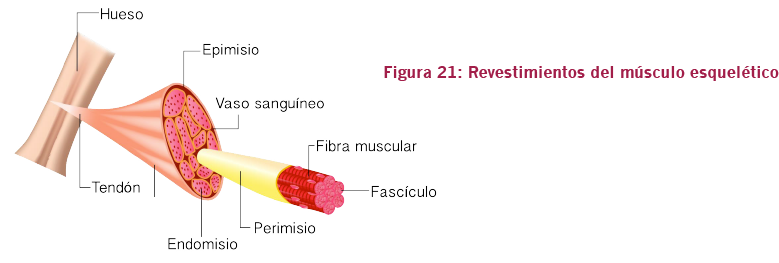 Hueso
Epimisio
Figura 21: Revestimientos del músculo esquelético
Vaso sanguíneo
Fibra muscular
Tendón
Fascículo
Perimisio
Endomisio